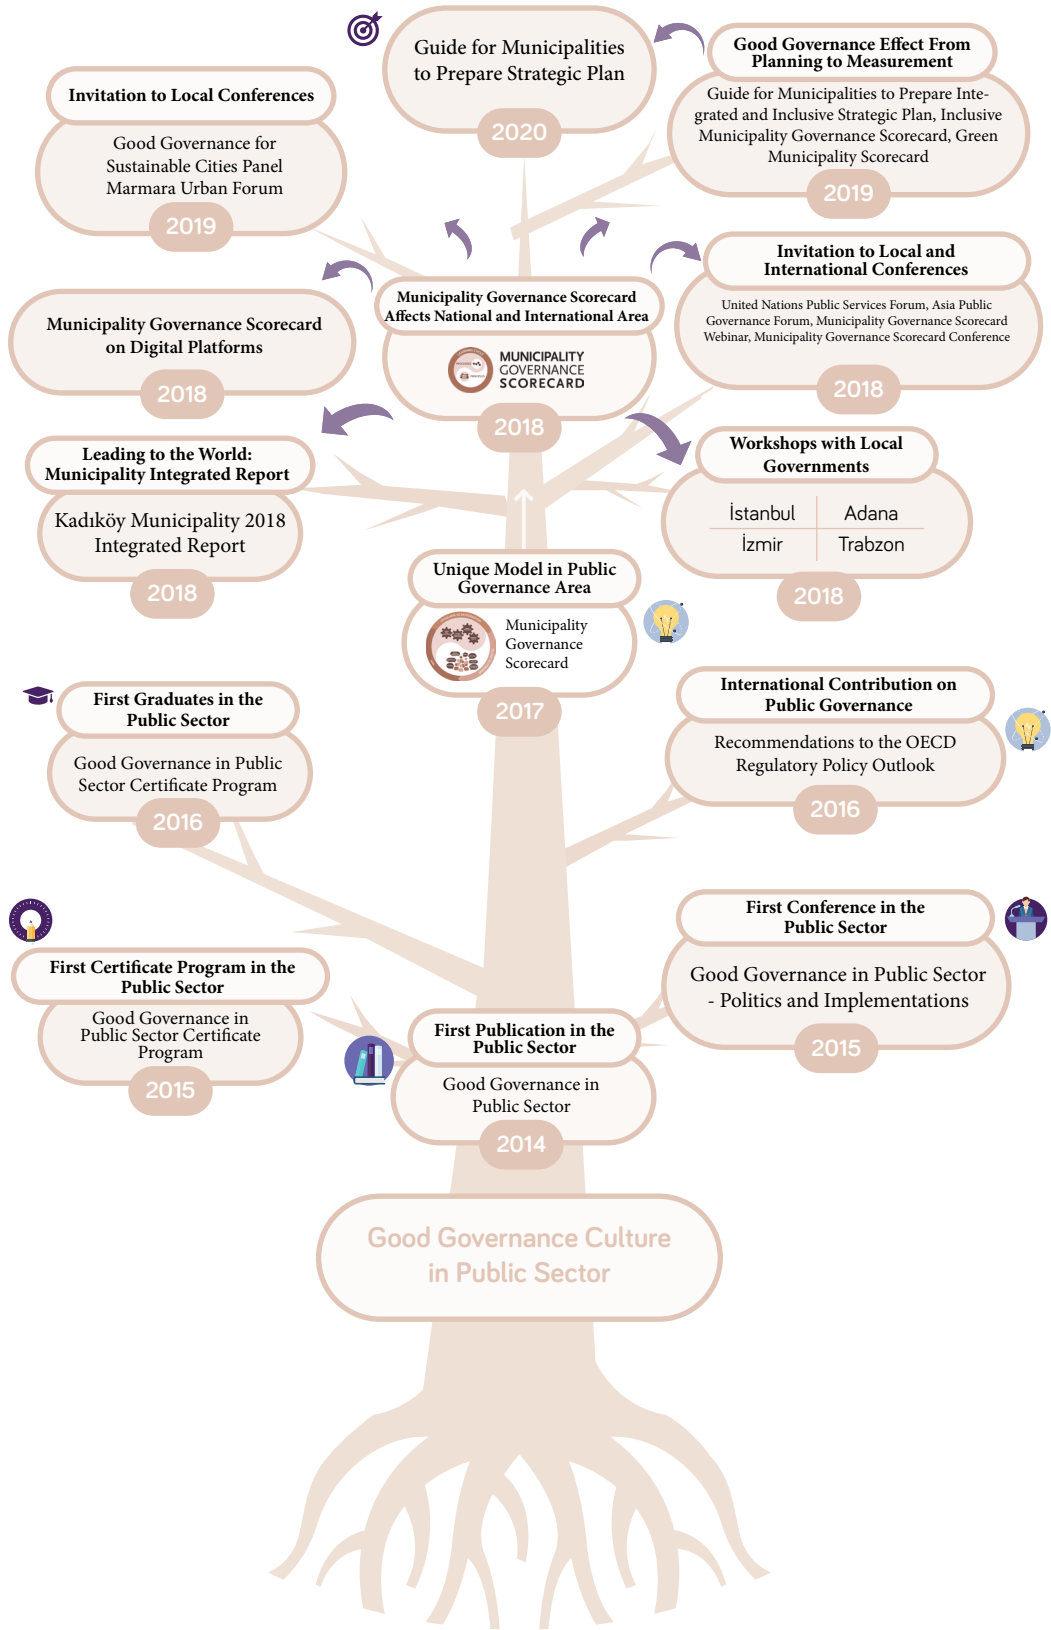 Guide for Municipalities
to Prepare Strategic Plan
2020
Good Governance Effect From
Planning to Measurement
Guide for Municipalities to Prepare Inte-
grated and Inclusive Strategic Plan, Inclusive
Municipality Governance Scorecard, Green
Municipality Scorecard
2019
Invitation to Local Conferences
Good Governance for
Sustainable Cities Panel
Marmara Urban Forum
2019
Invitation to Local and
International Conferences
United Nations Public Services Forum, Asia Public
Governance Forum, Municipality Governance Scorecard
Webinar, Municipality Governance Scorecard Conference
2018
Municipality Governance Scorecard
Affects National and International Area
MUNICIPALITY
GOVERNANCE
SCORECARD
2018
Municipality Governance Scorecard
on Digital Platforms
2018
Leading to the World:
Municipality Integrated Report
Kadıköy Municipality 2018
Integrated Report
2018
Workshops with Local
Governments
İstanbul Adana
İzmir Trabzon
2018
Unique Model in Public
Governance Area
Municipality
Governance
Scorecard
2017
First Graduates in the
Public Sector
Good Governance in Public
Sector Certificate Program
2016
International Contribution on
Public Governance
Recommendations to the OECD
Regulatory Policy Outlook
2016
First Conference in the
Public Sector
Good Governance in Public Sector
- Politics and Implementations
2015
First Certificate Program in the
Public Sector
Good Governance in
Public Sector Certificate
Program
2015
First Publication in the
Public Sector
Good Governance in
Public Sector
2014
Good Governance Culture
in Public Sector